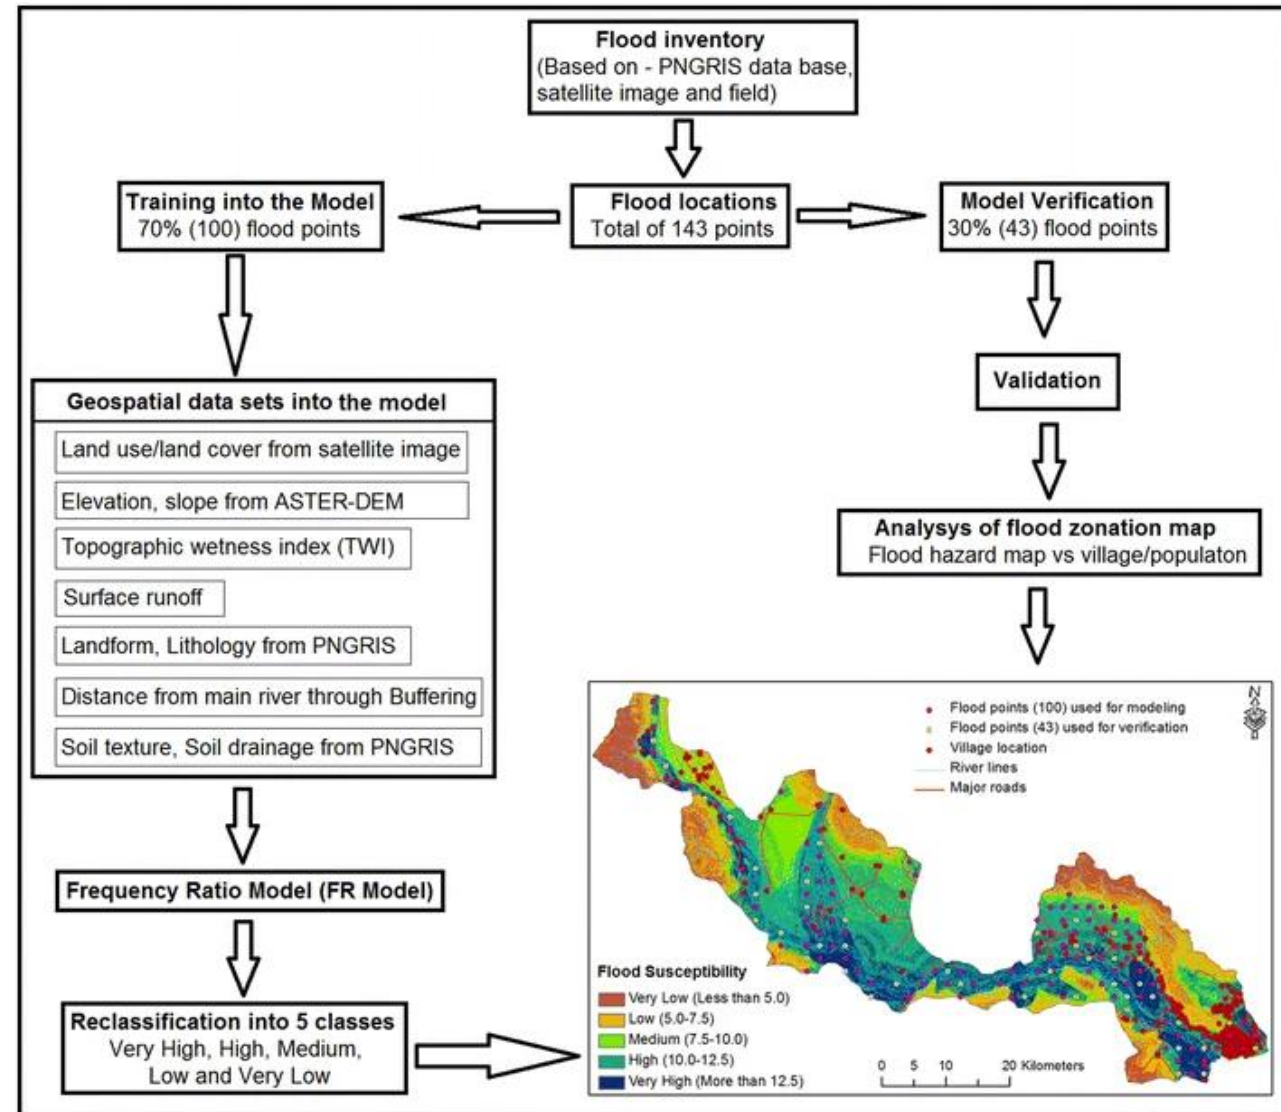 Flood inventory
(Based on - PNGRIS data base,
satellite image and field)
Training into the Model
70% (100) flood points
Flood locations
Total of 143 points
Model Verification
30% (43) flood points
Geospatial data sets into the model
Land use/land cover from satellite image
Elevation, slope from ASTER-DEM
Topographic wetness index (TWI)
Surface runoff
Landform, Lithology from PNGRIS
Distance from main river through Buffering
Soil texture, Soil drainage from PNGRIS
Frequency Ratio Model (FR Model)
Reclassification into 5 classes
Very High, High, Medium,
Low and Very Low
Validation
Analysys of flood zonation map
Flood hazard map vs village/populaton
Flood points (100) used for modeling
Flood points (43) used for verification
Village location
River lines
Major roads
N
Flood Susceptibility
Very Low (Less than 5.0)
Low (5.0-7.5)
Medium (7.5-10.0)
High (10.0-12.5)
Very High (More than 12.5)
0 5 10 20 Kilometers